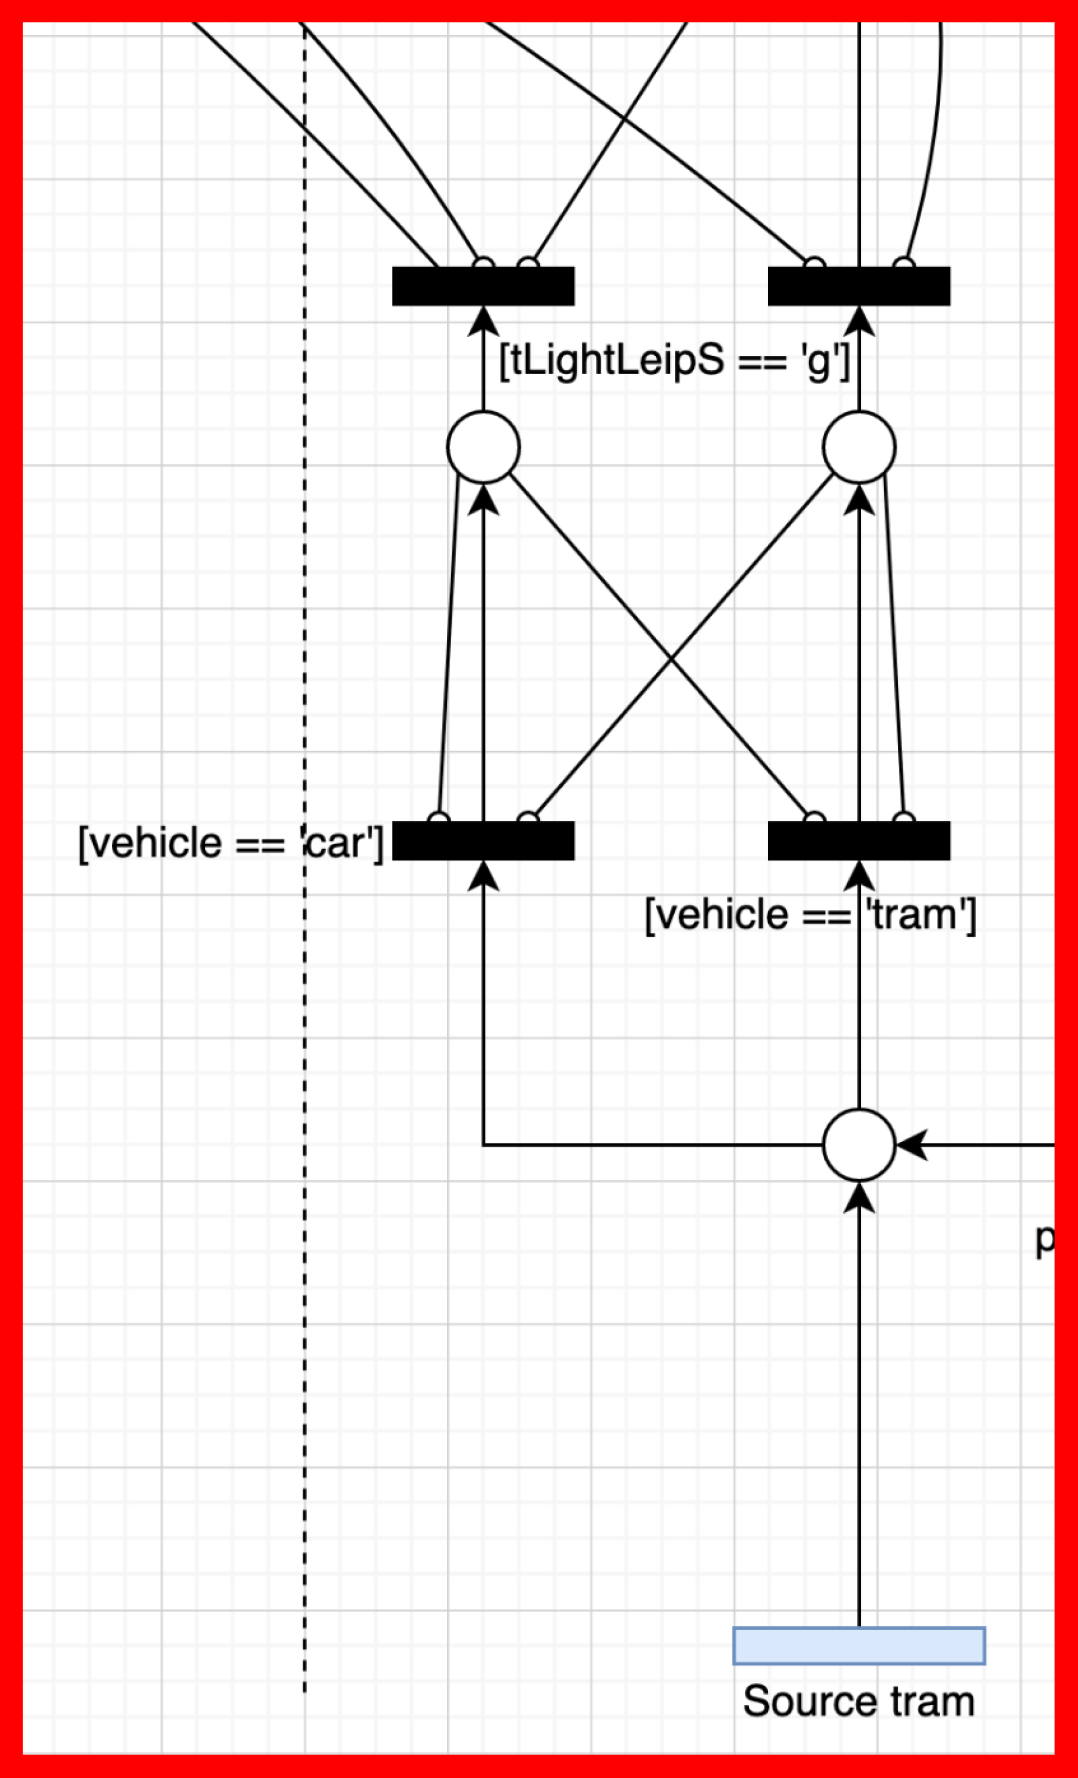 [tLightLeipS == 'g']
[vehicle == 'car']
[vehicle == 'tram']
p
Source tram